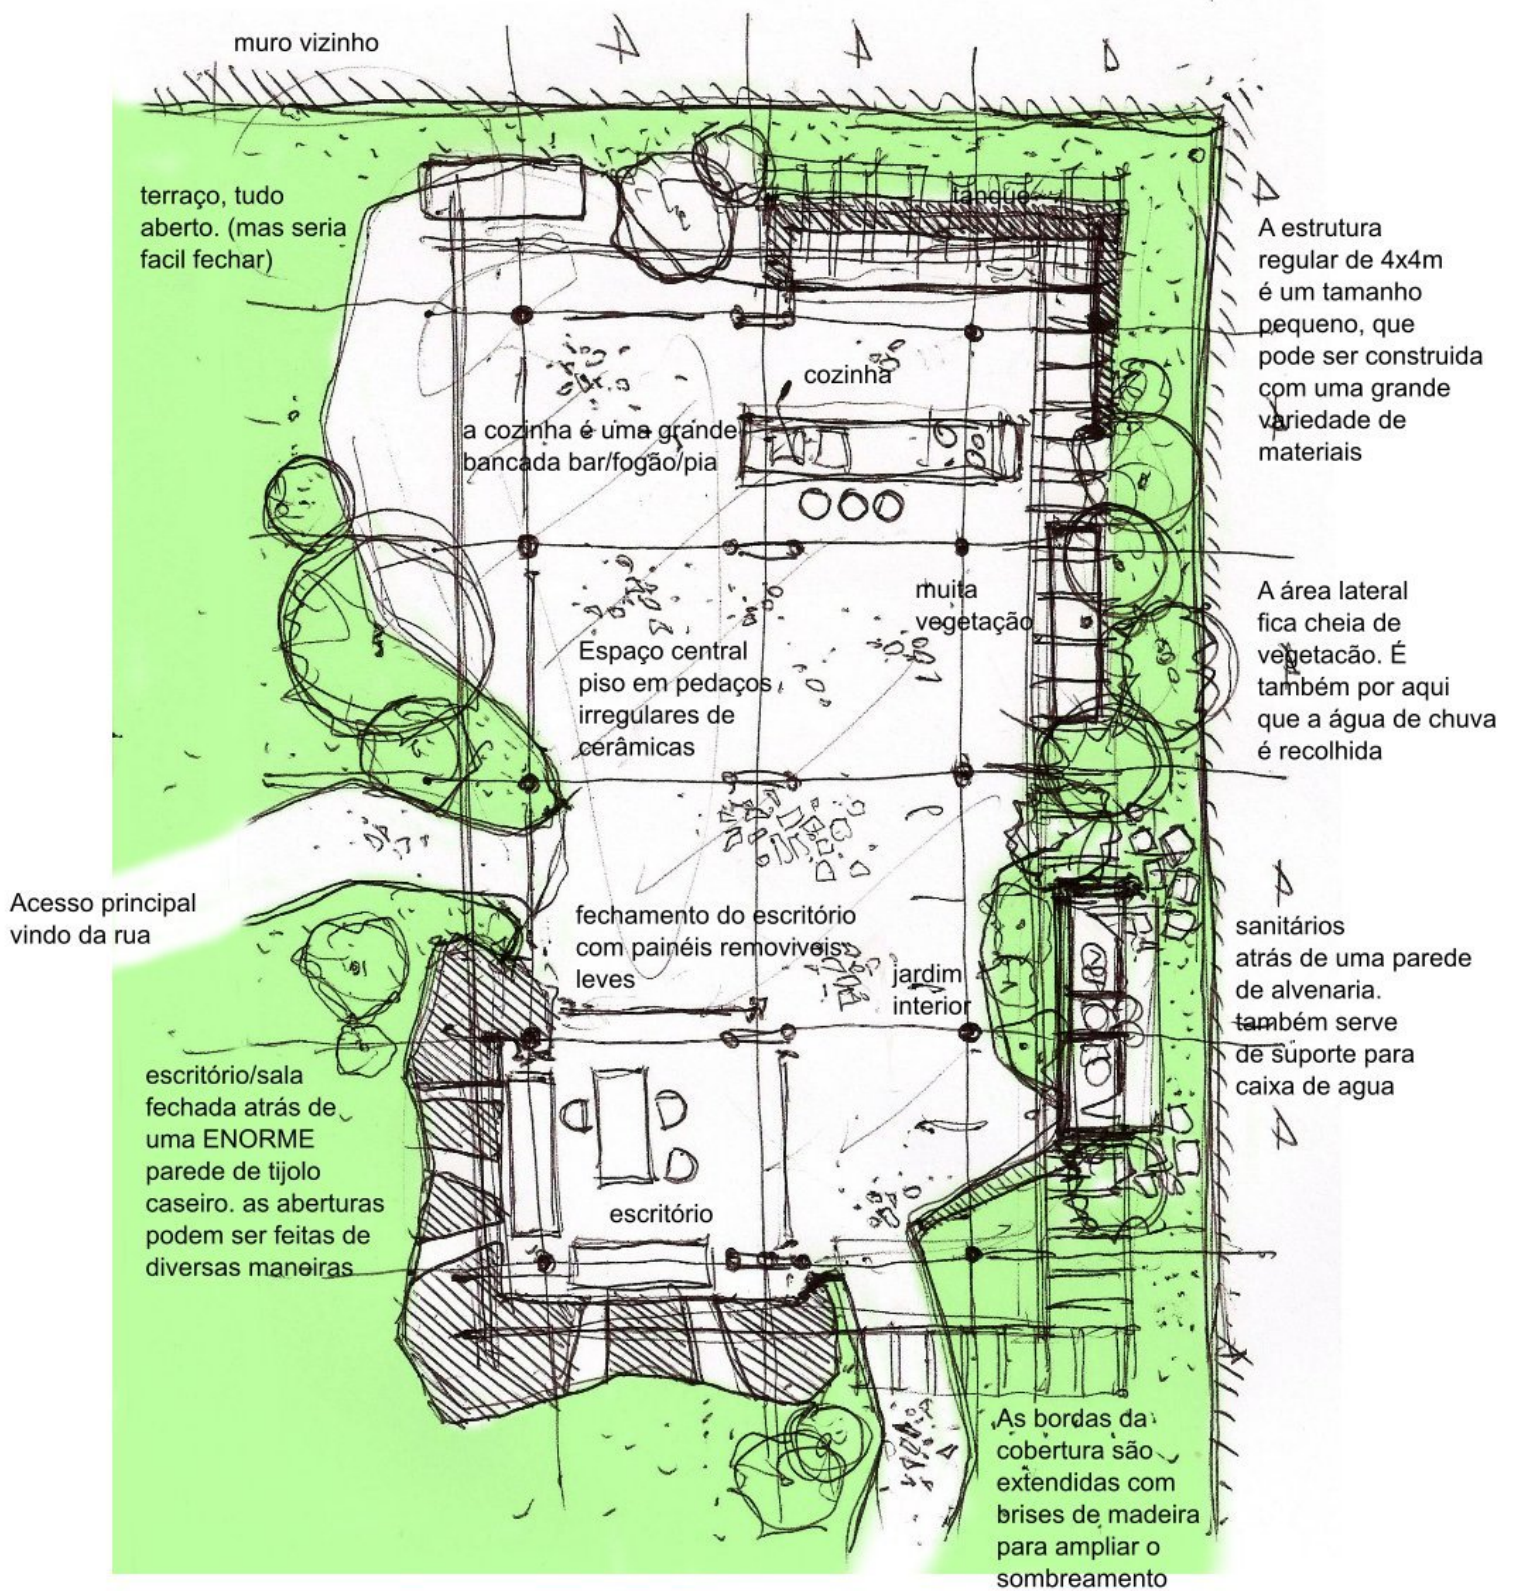 muro vizinho
4
4
terraço, tudo
aberto. (mas seria
facil fechar)
tanque
A estrutura
regular de 4x4m
é um tamanho
pequeno, que
pode ser construida
com uma grande
variedade de
materiais
cozinha
a cozinha é uma grande
bancada bar/fogão/pia
muita
vegetação
A área lateral
fica cheia de
vegetacão. É
também por aqui
que a água de chuva
é recolhida
Espaço central
piso em pedaços
irregulares de
cerâmicas
Acesso principal
vindo da rua
fechamento do escritório
com painéis removiveis
leves
jardim
interior
4
sanitários
atrás de uma parede
de alvenaria.
também serve
de suporte para
caixa de agua
4
escritório/sala
fechada atrás de
uma ENORME
parede de tijolo
caseiro. as aberturas
podem ser feitas de
diversas maneiras
escritório
As bordas da
cobertura são
extendidas com
brises de madeira
para ampliar o
sombreamento